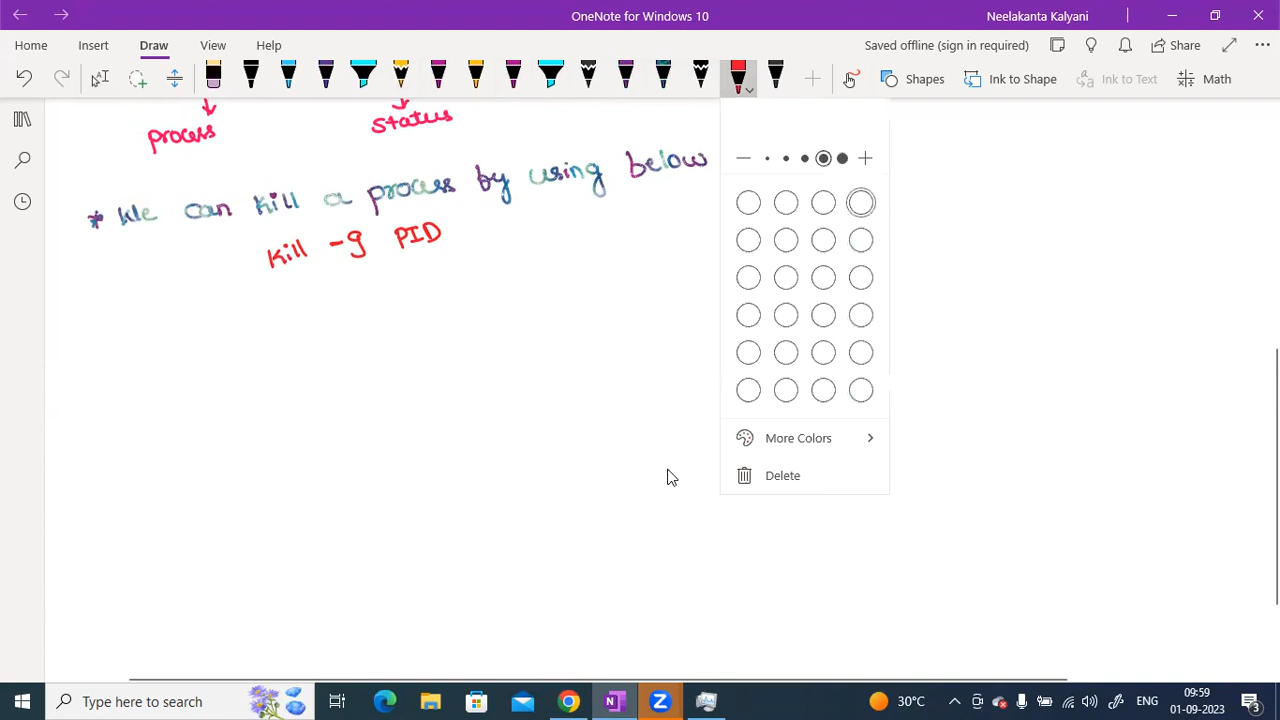 OneNote for Windows 10
Neelakanta Kalyani
Home Insert Draw View Help
Saved offline (sign in required)
Share
Shapes
Ink to Shape
Ink to Text
Math
process
status
* We can kill a process by using below
Kill -9 PID
More Colors
Delete
Type here to search
30°C
ENG
09:59
01-09-2023
3